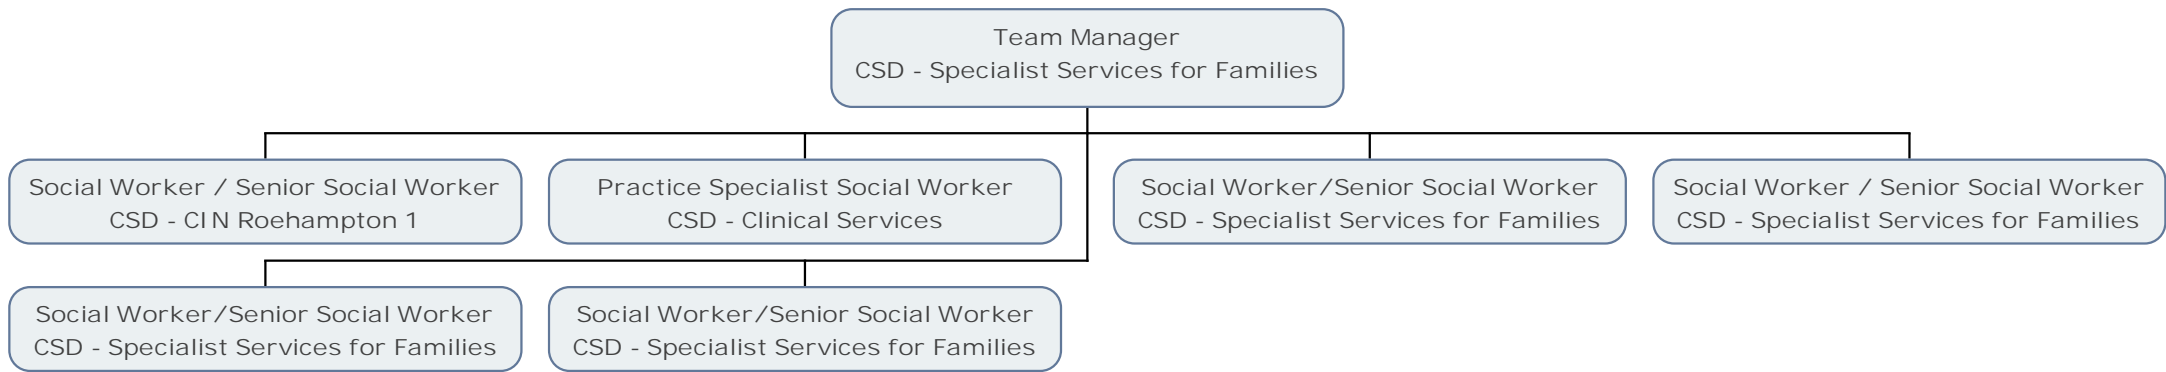 Team Manager
CSD - Specialist Services for Families
Social Worker / Senior Social Worker
CSD - CIN Roehampton 1
Practice Specialist Social Worker
CSD - Clinical Services
Social Worker/Senior Social Worker
CSD - Specialist Services for Families
Social Worker / Senior Social Worker
CSD - Specialist Services for Families
Social Worker/Senior Social Worker
CSD - Specialist Services for Families
Social Worker/Senior Social Worker
CSD - Specialist Services for Families